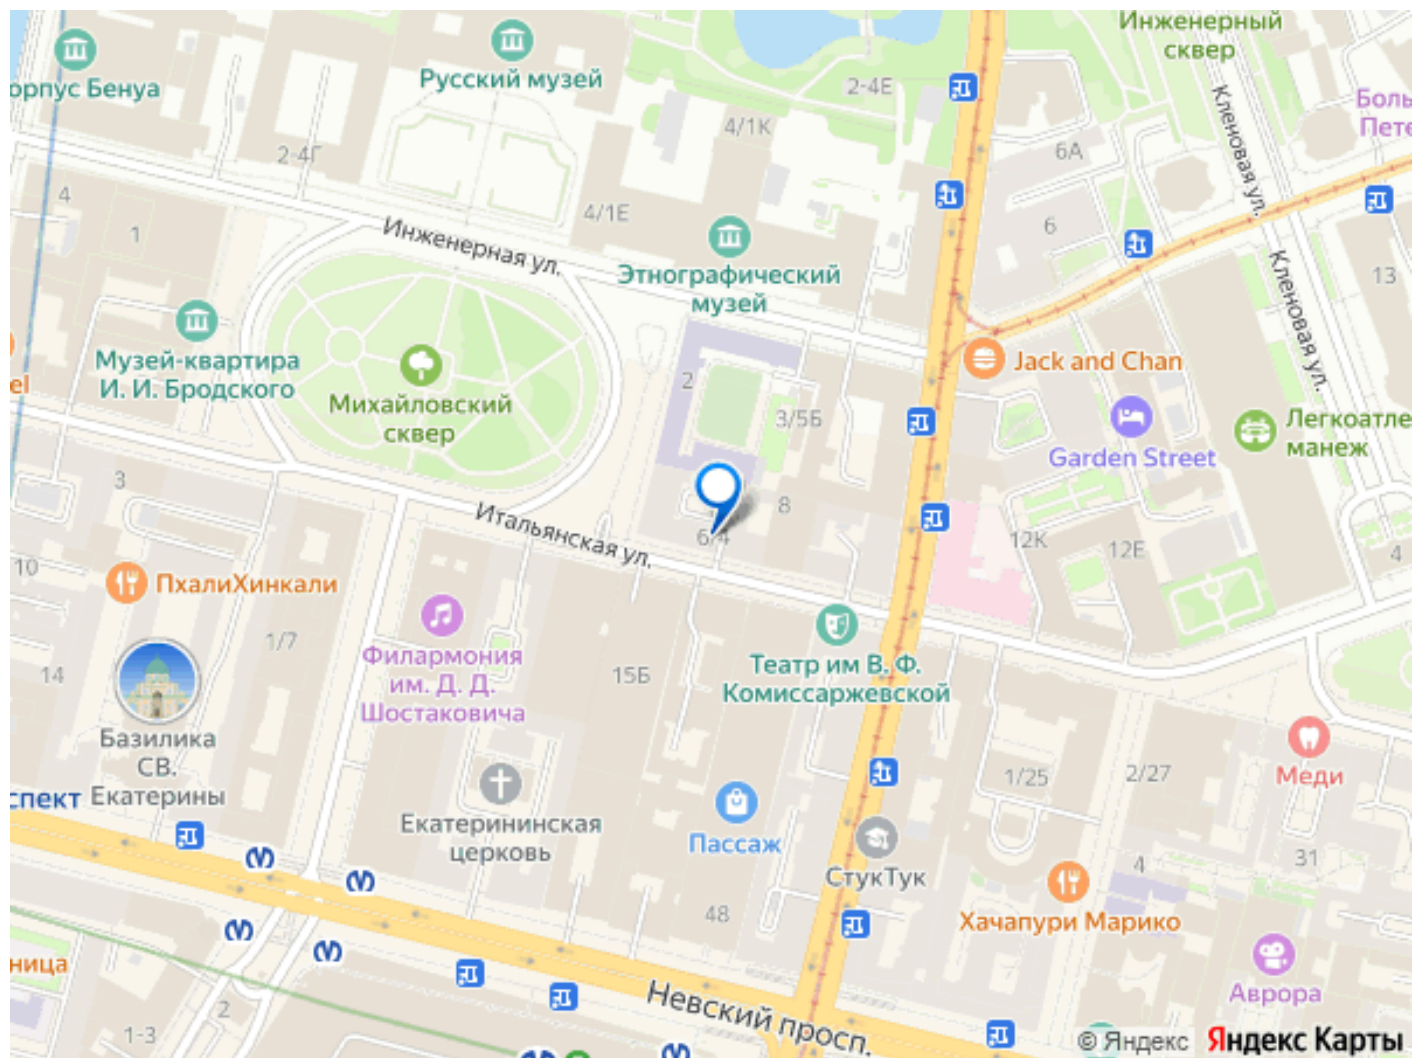 Инженерный
сквер
Русский музей
орпус Бенуа
2-4Е
Боль
Пете
Кленовая ул.
4/1К
6А
2-4Г
4
4/1Е
1
6
Инженерная ул.
Этнографический
музей
13
Кленовая ул.
Музей-квартира
И. И. Бродского
el
Jack and Chan
2
Михайловский
сквер
3/5Б
Легкоатле
манеж
Garden Street
3
8
Итальянская ул.
6/4
12К
12Е
4
10
ПхалиХинкали
1/7
Филармония
им. Д. Д.
Шостаковича
14
15Б
Театр им В. Ф.
Комиссаржевской
Базилика
СВ.
Екатерины
спект
1/25
2/27
Меди
Екатерининская
церковь
Пассаж
СтукТук
4
31
48
Хачапури Марико
ница
Аврора
Невский просп.
2
1-3
© Яндекс Яндекс Карты